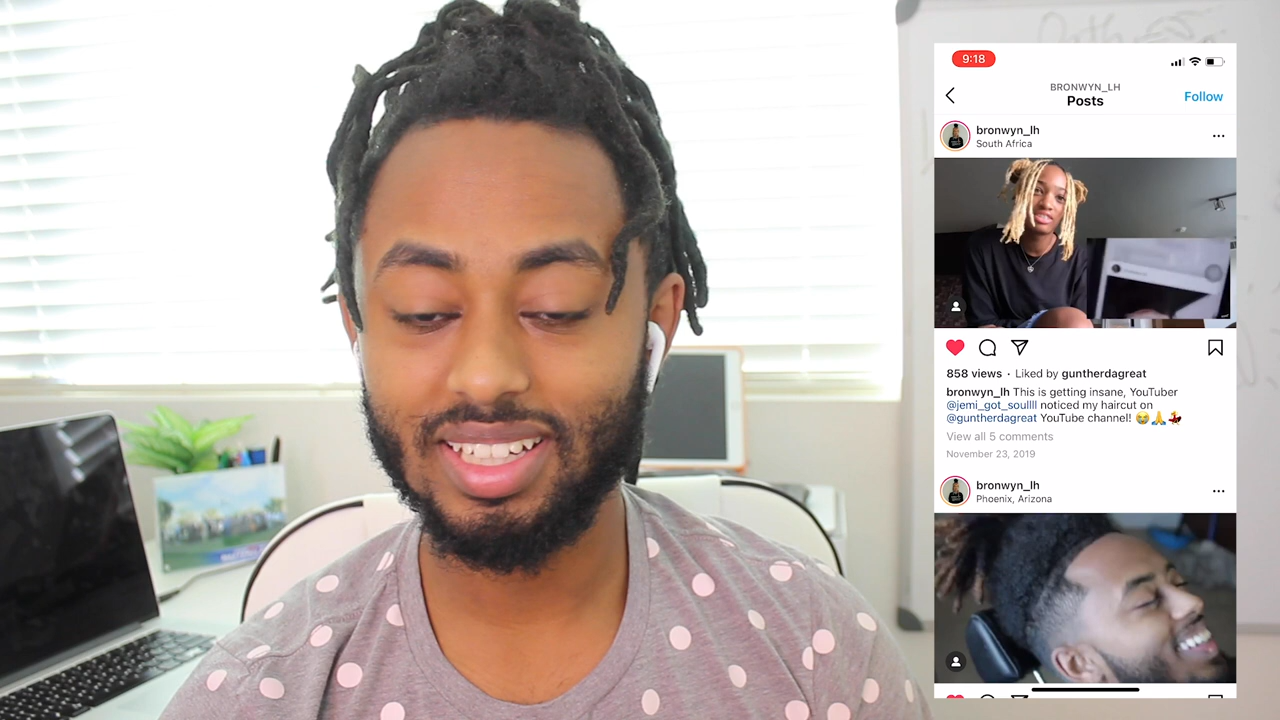 9:18
BRONWYN_LH
Posts
Follow
bronwyn_lh
South Africa
858 views · Liked by guntherdagreat
bronwyn_lh This is getting insane, YouTuber
@jemi_got_soullll noticed my haircut on
@guntherdagreat YouTube channel! 😂🙏💃
View all 5 comments
November 23, 2019
bronwyn_lh
Phoenix, Arizona